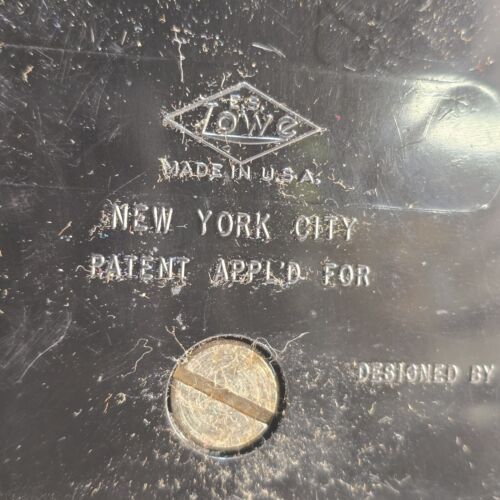 E.S.
Lowe
MADE IN U.S.A.
NEW YORK CITY
PATENT APPL'D FOR
DESIGNED BY